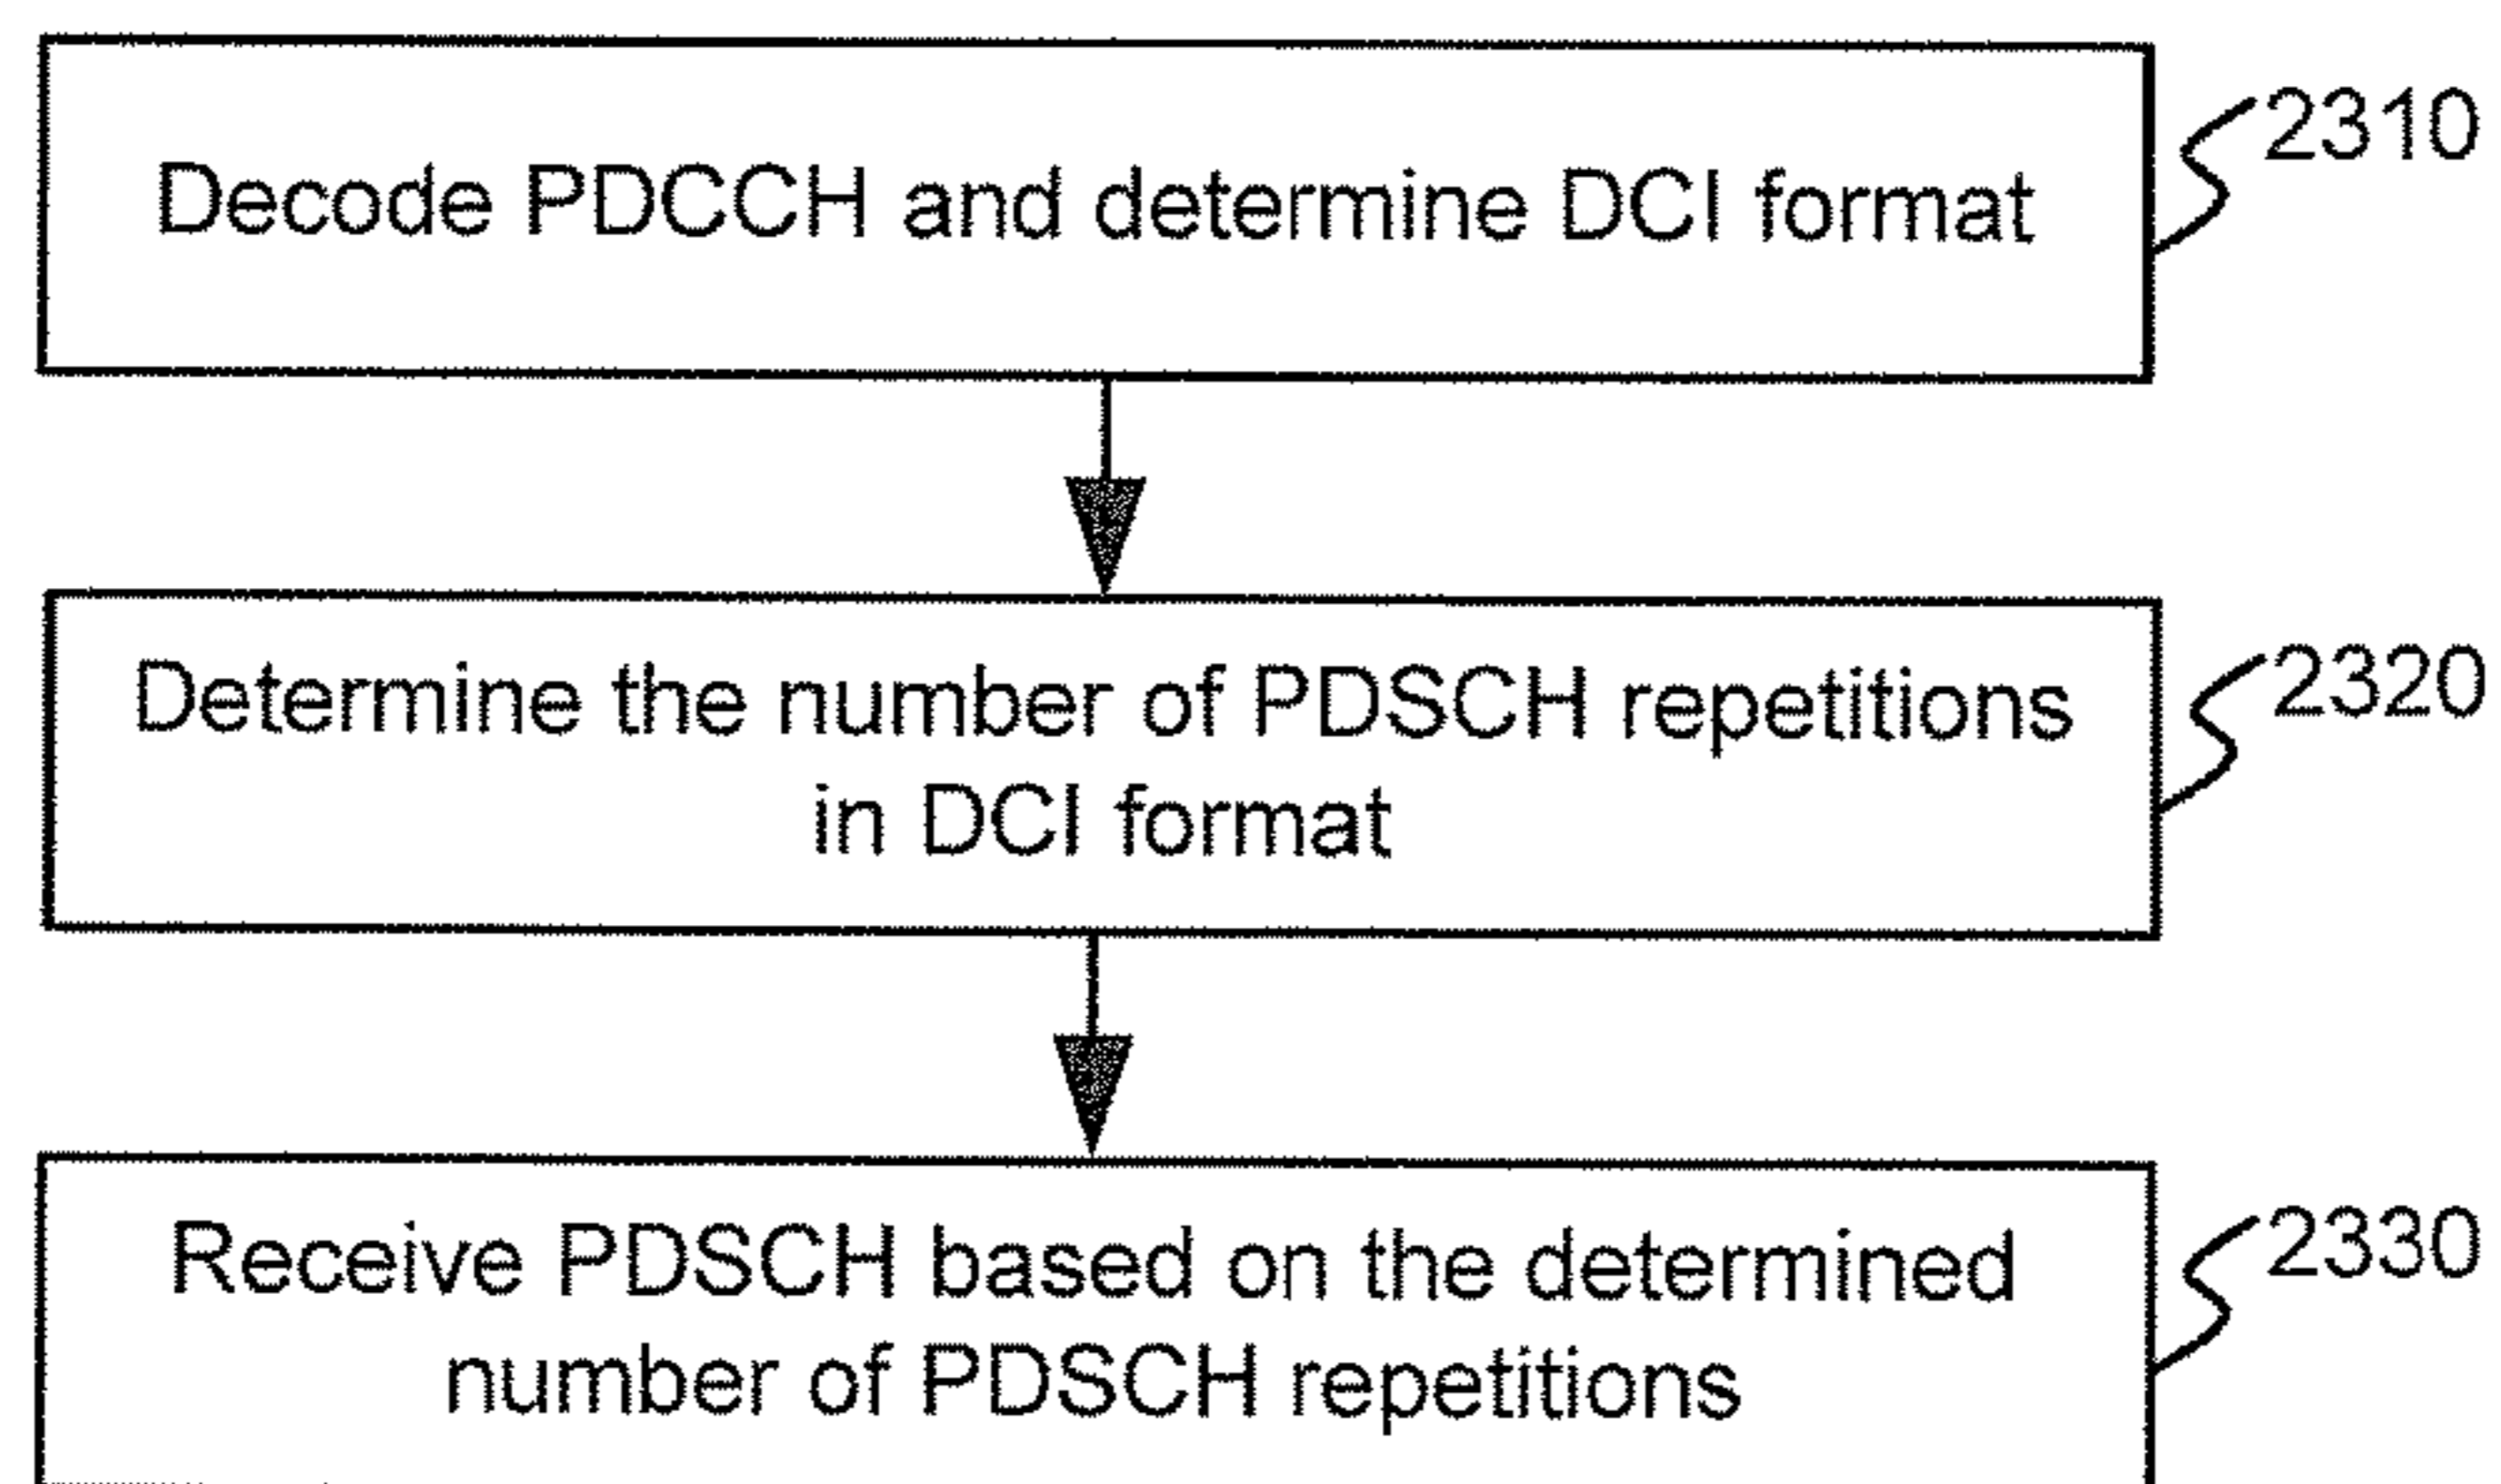 Decode PDCCH and determine DCI format
2310
Determine the number of PDSCH repetitions
in DCI format
2320
Receive PDSCH based on the determined
number of PDSCH repetitions
2330